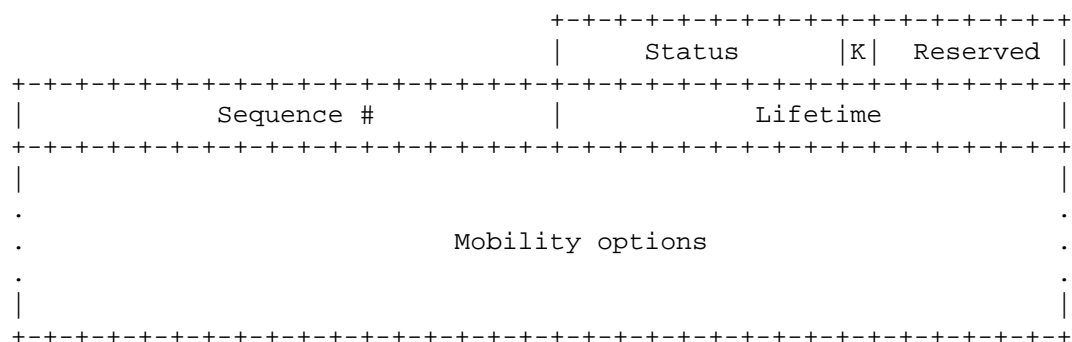 +-+-+-+-+-+-+-+-+-+-+-+-+-+-+-+-+
|     Status      |K|  Reserved |
+-+-+-+-+-+-+-+-+-+-+-+-+-+-+-+-+-+-+-+-+-+-+-+-+-+-+-+-+-+-+-+-+-+
|            Sequence #            |            Lifetime           |
+-+-+-+-+-+-+-+-+-+-+-+-+-+-+-+-+-+-+-+-+-+-+-+-+-+-+-+-+-+-+-+-+-+
|                                                                  |
.                                                                  .
.                           Mobility options                       .
.                                                                  .
|                                                                  |
+-+-+-+-+-+-+-+-+-+-+-+-+-+-+-+-+-+-+-+-+-+-+-+-+-+-+-+-+-+-+-+-+-+